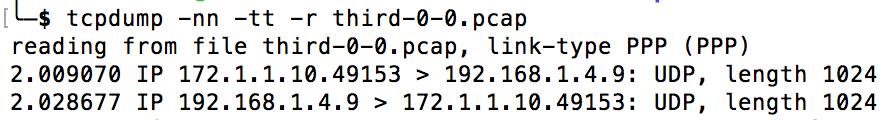 [└─$ tcpdump -nn -tt -r third-0-0.pcap
reading from file third-0-0.pcap, link-type PPP (PPP)
2.009070 IP 172.1.1.10.49153 > 192.168.1.4.9: UDP, length 1024
2.028677 IP 192.168.1.4.9 > 172.1.1.10.49153: UDP, length 1024